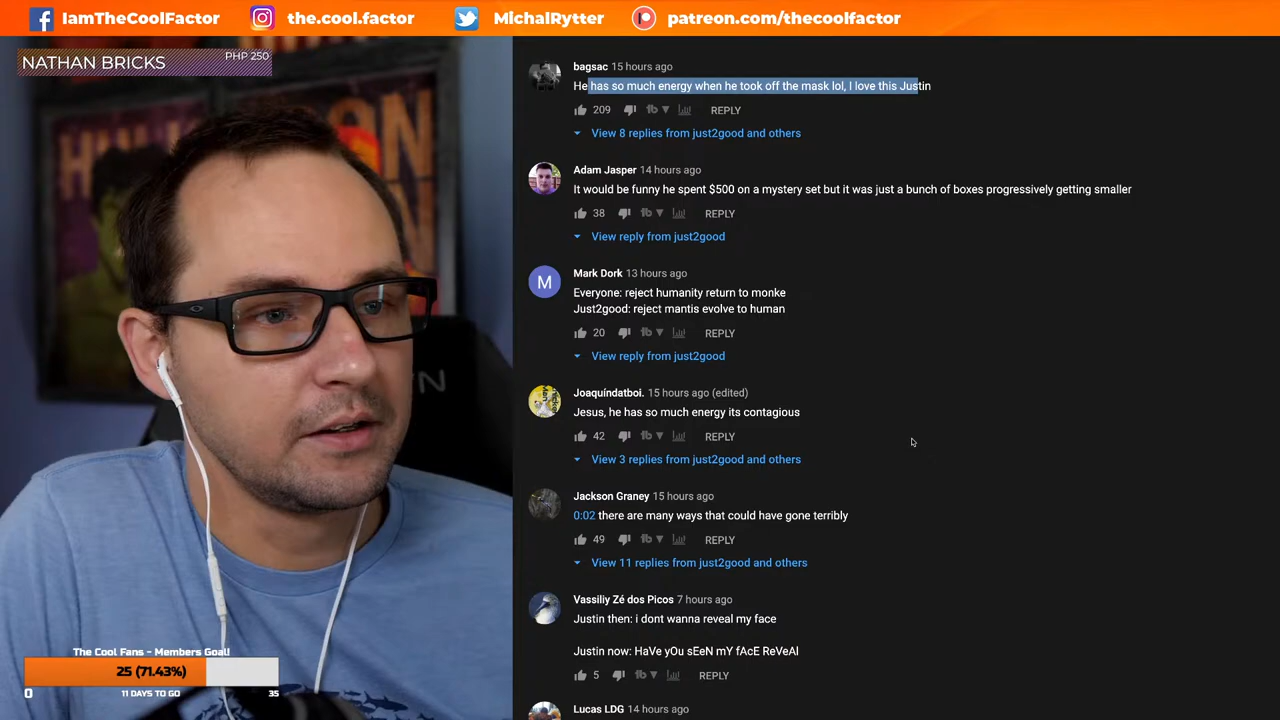 IamTheCoolFactor the.cool.factor MichalRytter patreon.com/thecoolfactor
NATHAN BRICKS PHP 250
bagsac 15 hours ago
He has so much energy when he took off the mask lol, I love this Justin
209 REPLY
View 8 replies from just2good and others
Adam Jasper 14 hours ago
It would be funny he spent $500 on a mystery set but it was just a bunch of boxes progressively getting smaller
38 REPLY
View reply from just2good
M
Mark Dork 13 hours ago
Everyone: reject humanity return to monke
Just2good: reject mantis evolve to human
20 REPLY
View reply from just2good
Joaquíndatboi. 15 hours ago (edited)
Jesus, he has so much energy its contagious
42 REPLY
View 3 replies from just2good and others
Jackson Graney 15 hours ago
0:02 there are many ways that could have gone terribly
49 REPLY
View 11 replies from just2good and others
Vassiliy Zé dos Picos 7 hours ago
Justin then: i dont wanna reveal my face
Justin now: HaVe yOu sEeN mY fAcE ReVeAl
5 REPLY
Lucas LDG 14 hours ago
The Cool Fans - Members Goal!
25 (71.43%)
0 11 DAYS TO GO 35